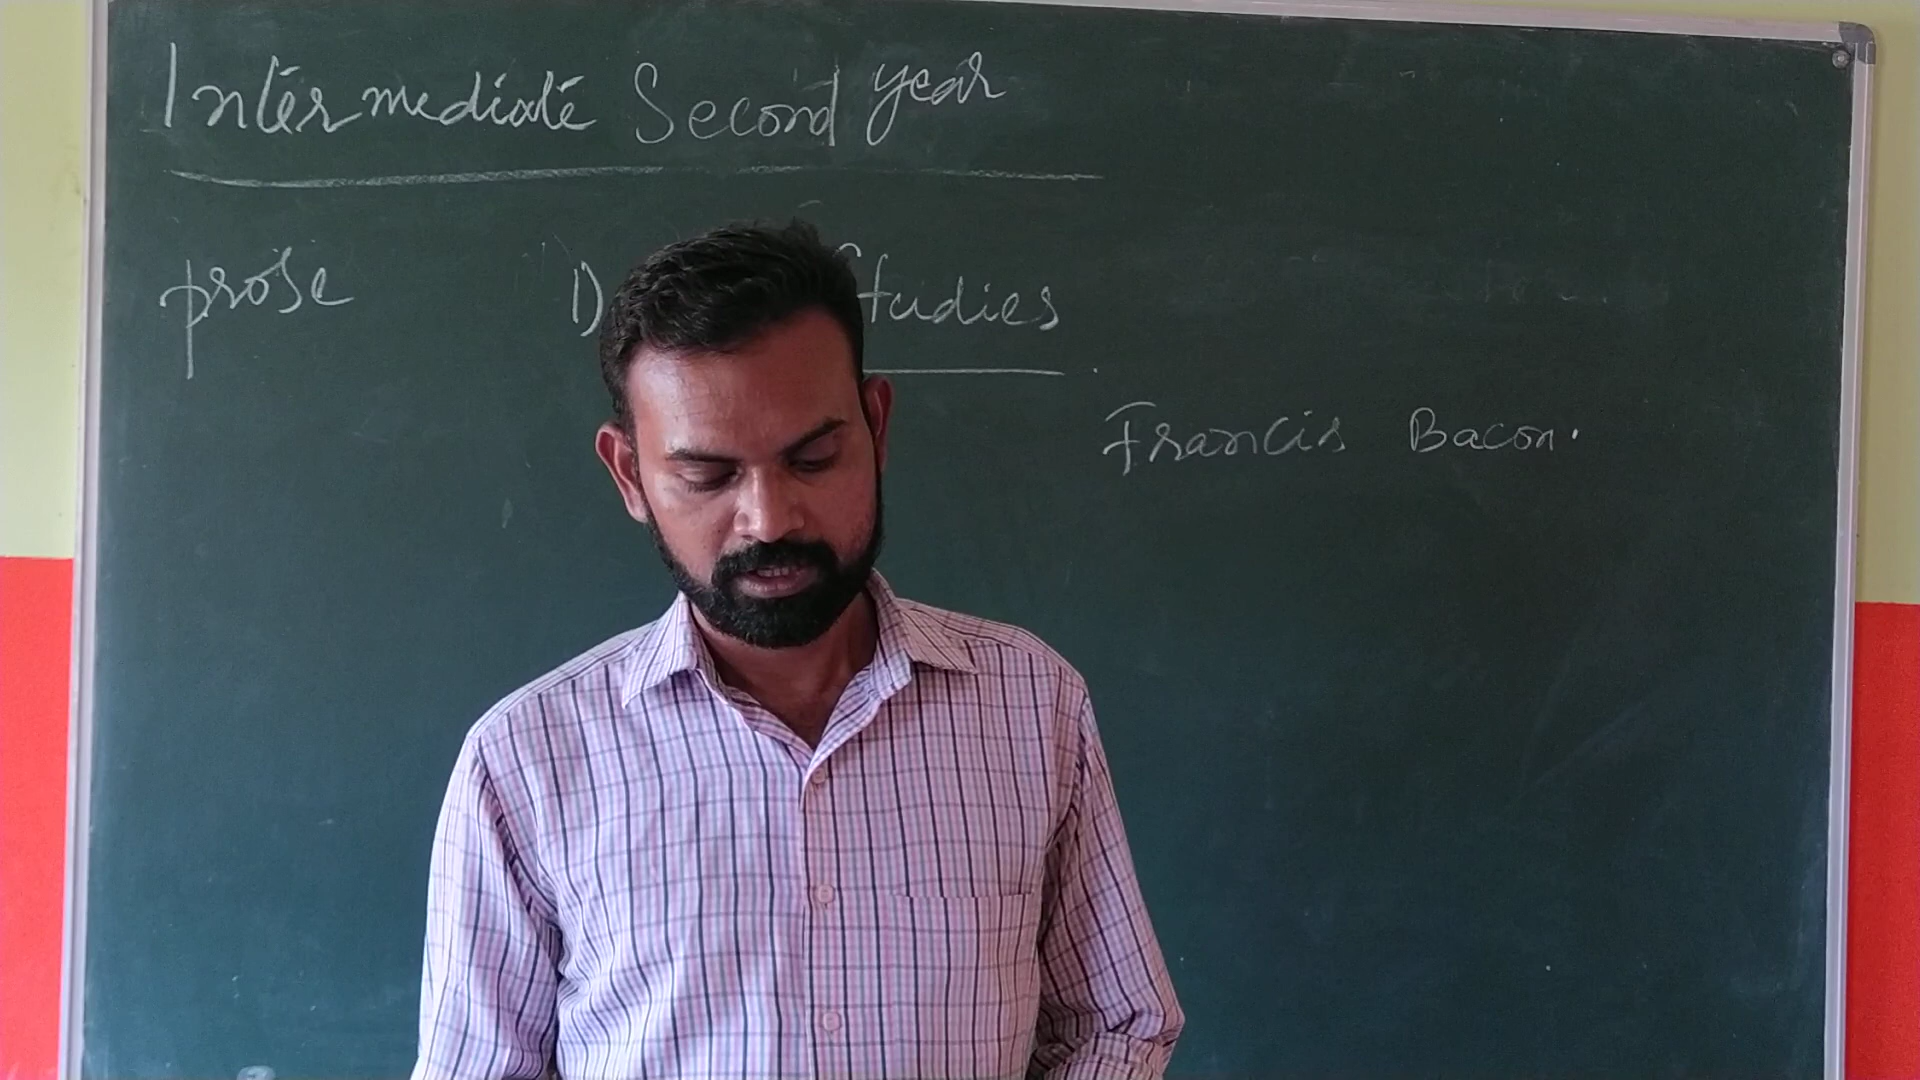 Intermediate Second year
prose 1) Studies
Francis Bacon.